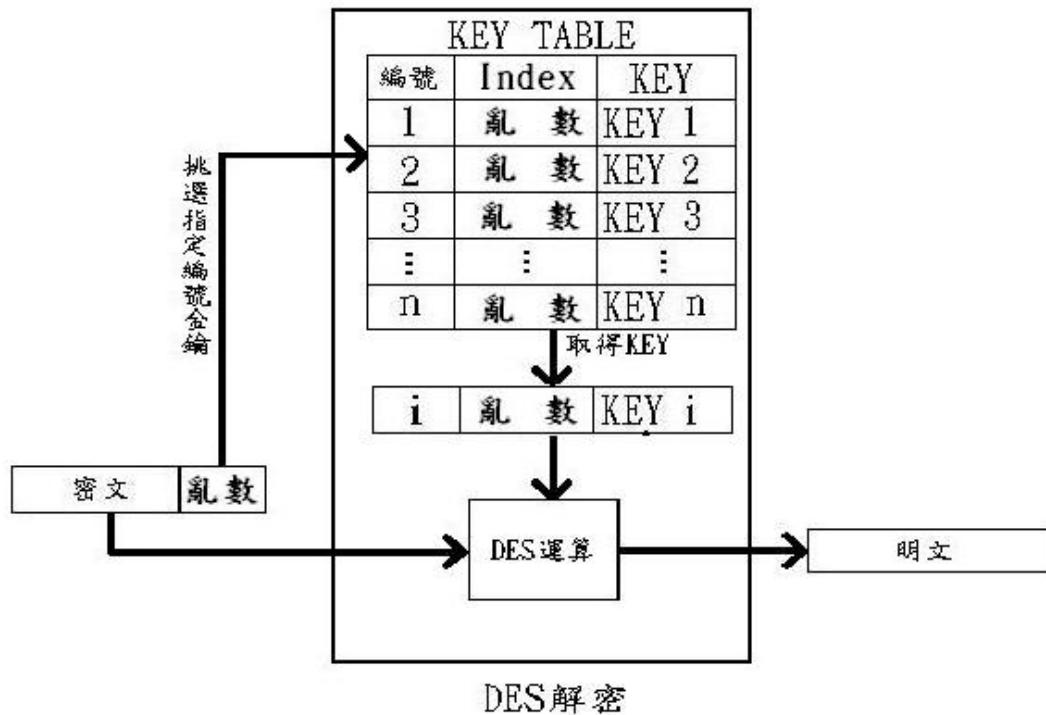 KEY TABLE
編號 Index KEY
1 亂 數 KEY 1
2 亂 數 KEY 2
3 亂 數 KEY 3
⋮ ⋮ ⋮
n 亂 數 KEY n
挑選指定編號金鑰
取得KEY
i 亂 數 KEY i
密文 亂數
DES運算
明文
DES解密